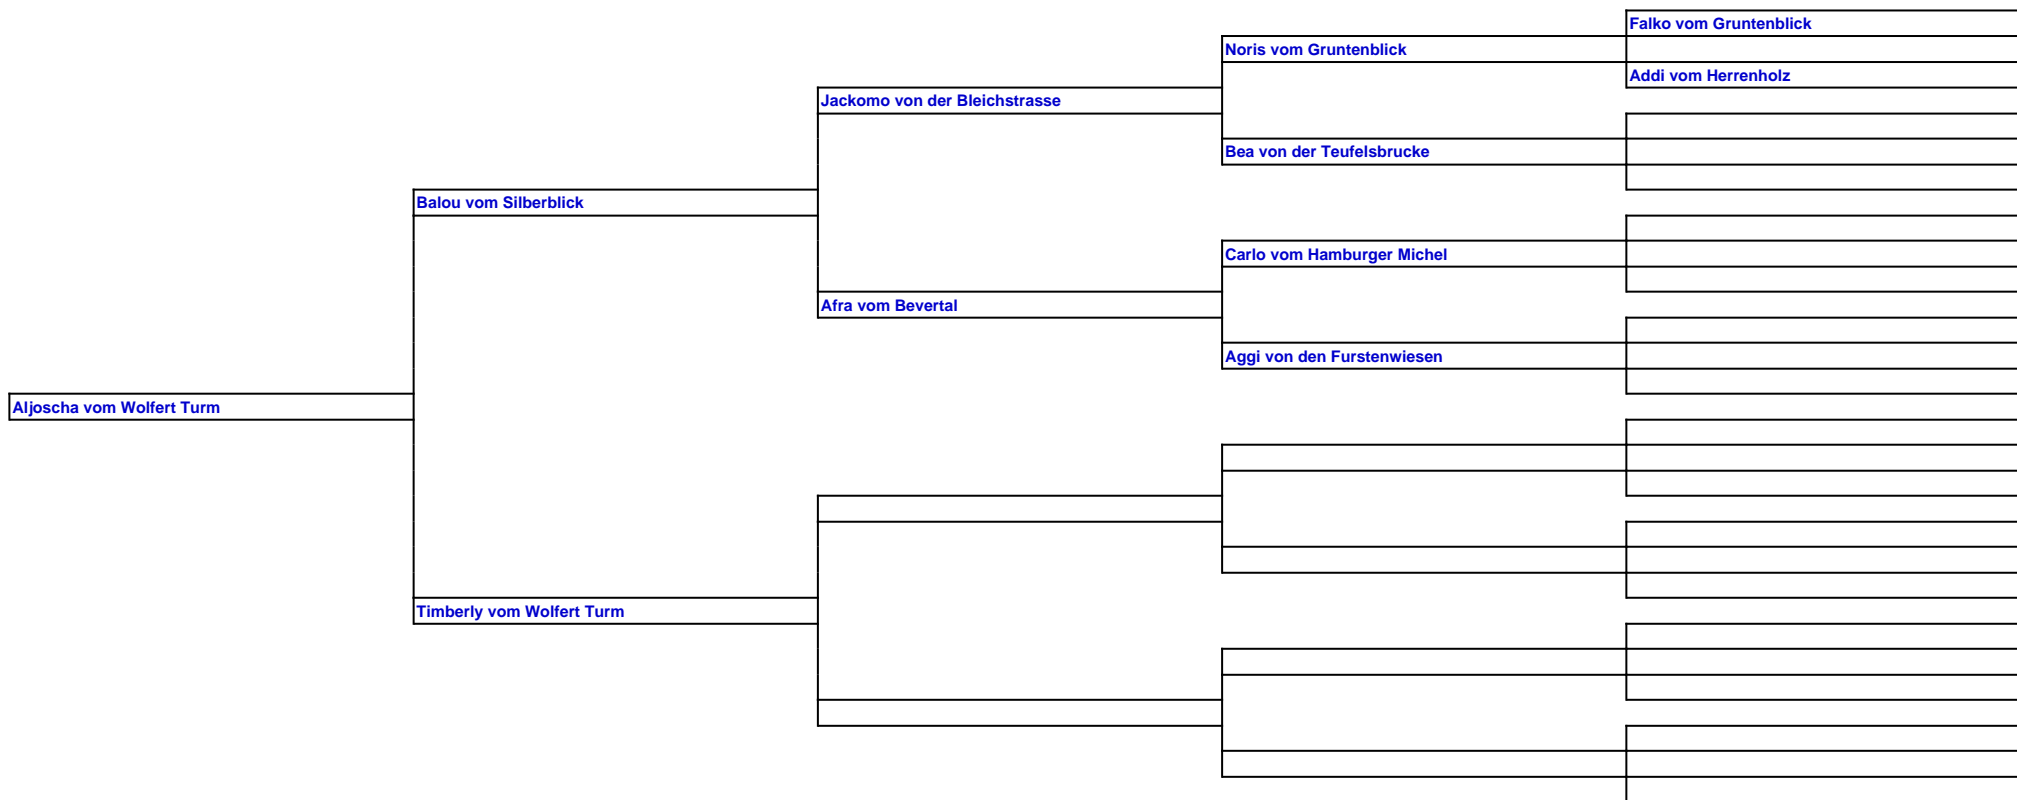 Falko vom Gruntenblick
Noris vom Gruntenblick
Addi vom Herrenholz
Jackomo von der Bleichstrasse
Bea von der Teufelsbrucke
Balou vom Silberblick
Carlo vom Hamburger Michel
Afra vom Bevertal
Aggi von den Furstenwiesen
Aljoscha vom Wolfert Turm
Timberly vom Wolfert Turm